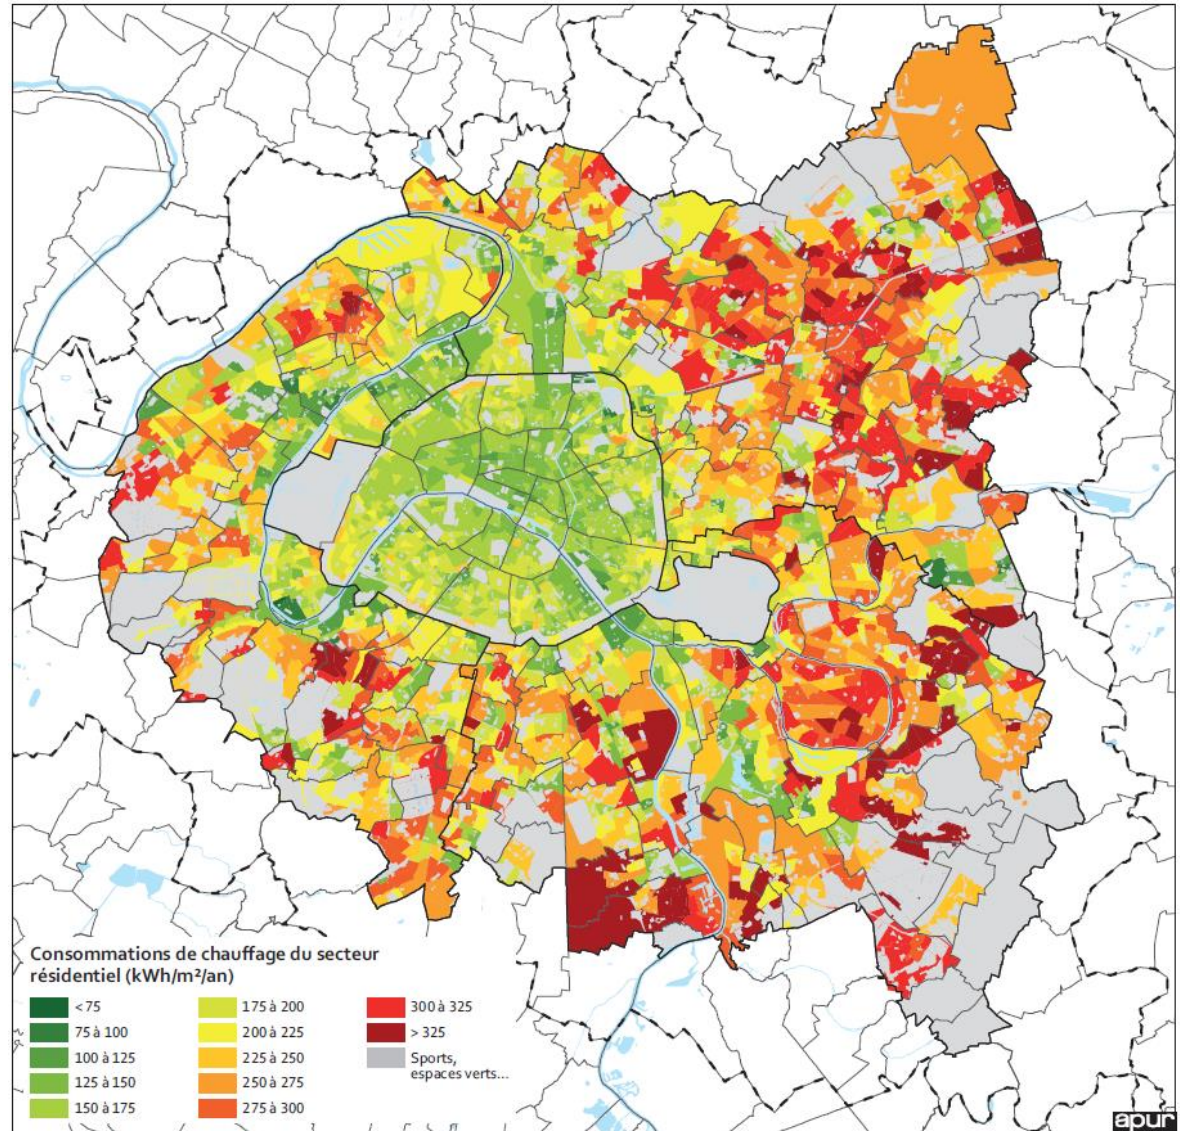 Consommations de chauffage du secteur
résidentiel (kWh/m²/an)
<75
75 à 100
100 à 125
125 à 150
150 à 175
175 à 200
200 à 225
225 à 250
250 à 275
275 à 300
300 à 325
> 325
Sports,
espaces verts...
apur